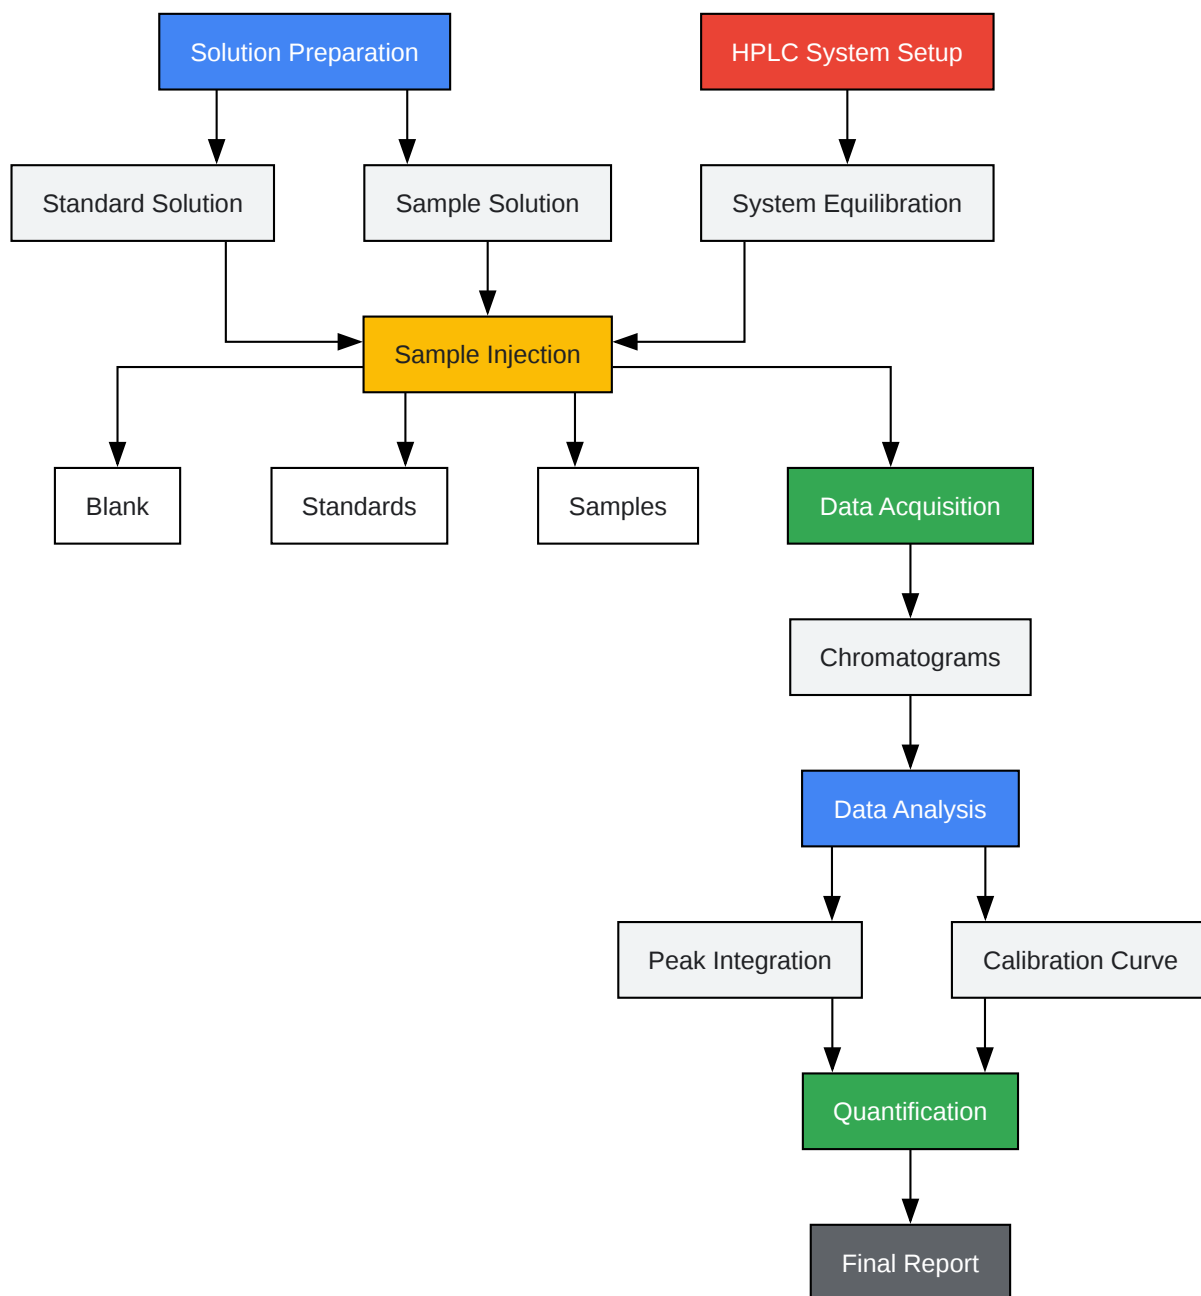 Solution Preparation
HPLC System Setup
Standard Solution
Sample Solution
System Equilibration
Sample Injection
Blank
Standards
Samples
Data Acquisition
Chromatograms
Data Analysis
Peak Integration
Calibration Curve
Quantification
Final Report